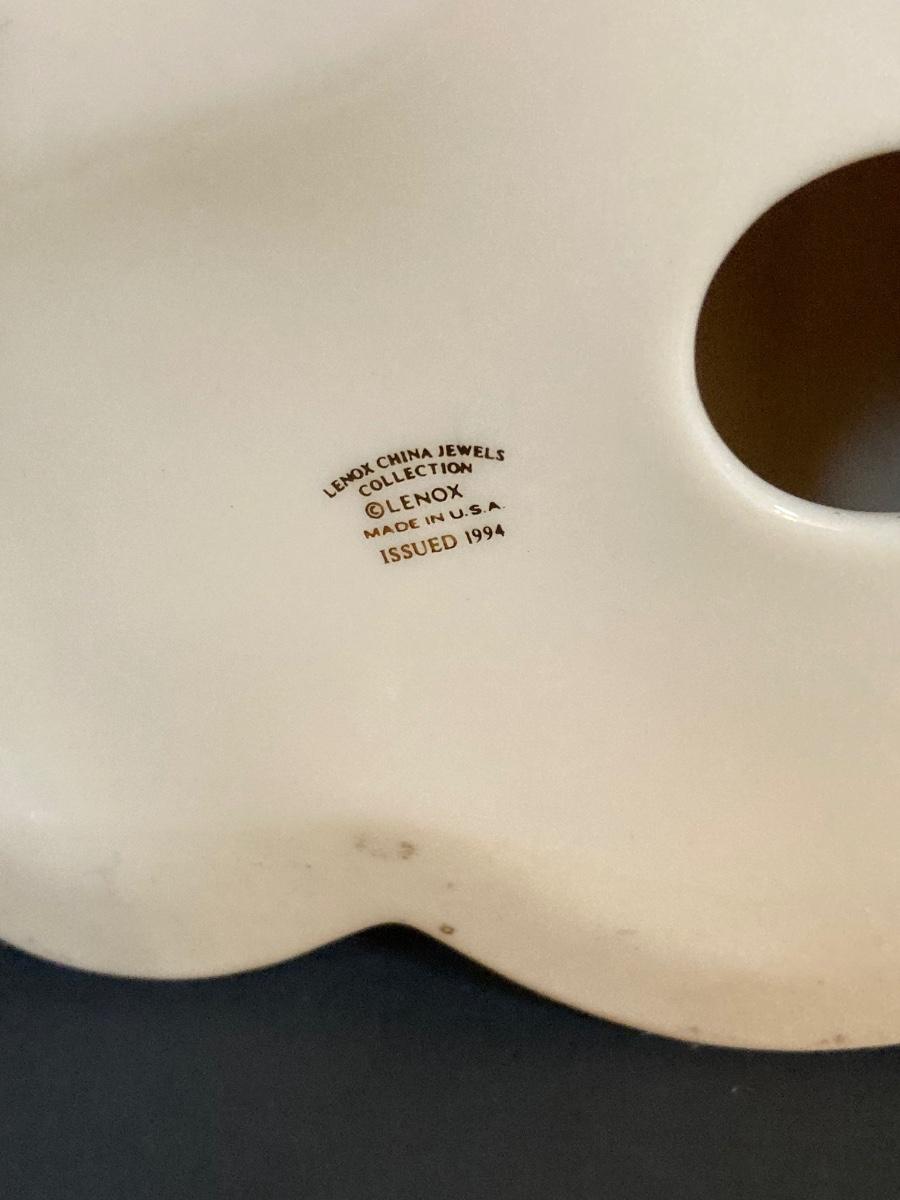 LENOX CHINA JEWELS
COLLECTION
©LENOX
MADE IN U.S.A.
ISSUED 1994